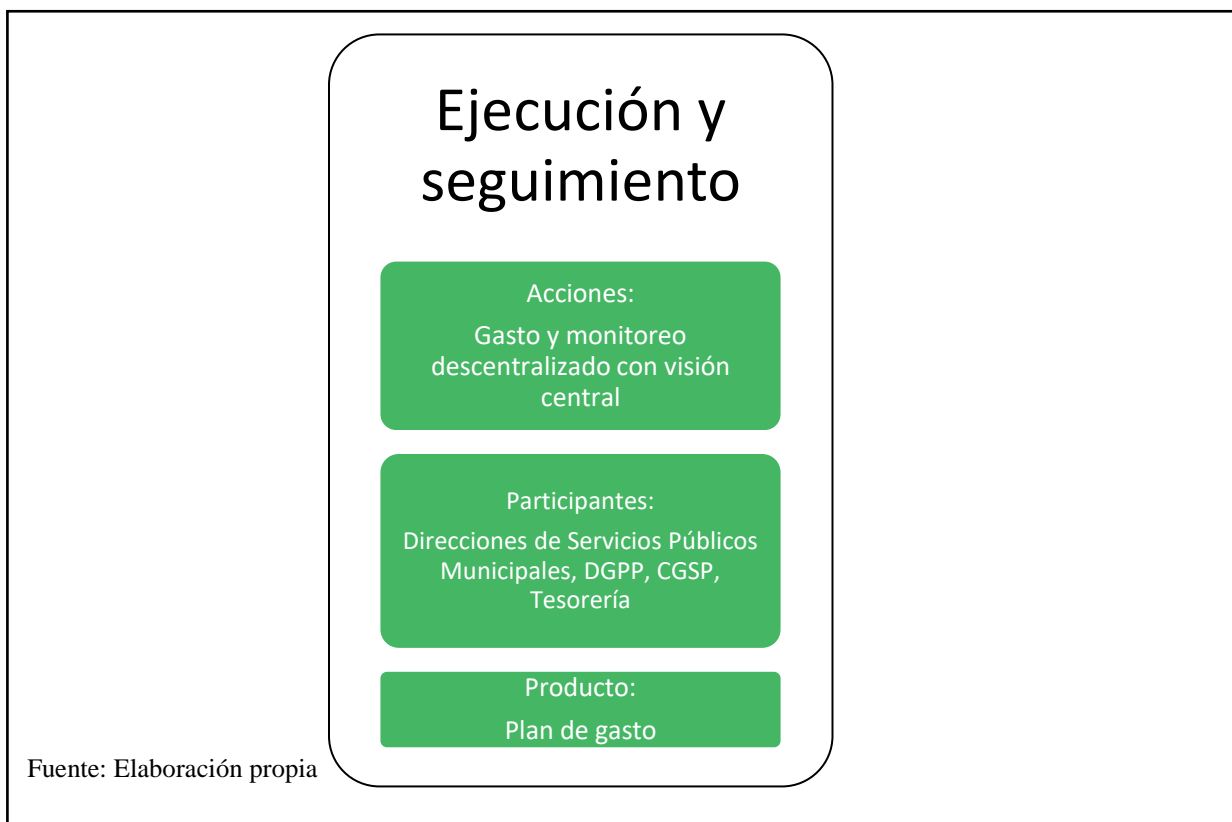 Ejecución y
seguimiento
Acciones:
Gasto y monitoreo
descentralizado con visión
central
Participantes:
Direcciones de Servicios Públicos
Municipales, DGPP, CGSP,
Tesorería
Producto:
Plan de gasto
Fuente: Elaboración propia